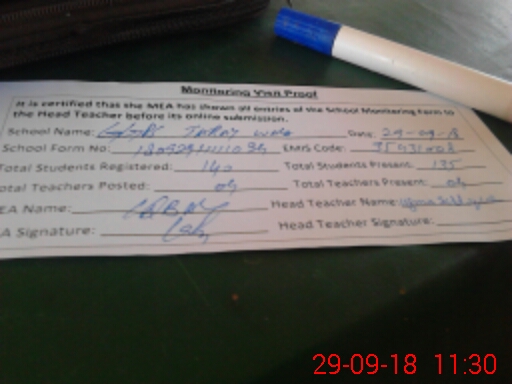 Monitoring Visit Proof
It is certified that the MEA has shown all entries of the School Monitoring Form to
the Head Teacher before its online submission.
School Name: Date: 29-09-18
School Form No: EMIS Code:
Total Students Registered: 140 Total Students Present: 135
Total Teachers Posted: 04 Total Teachers Present: 04
EA Name: Head Teacher Name:
A Signature: Head Teacher Signature:
29-09-18 11:30